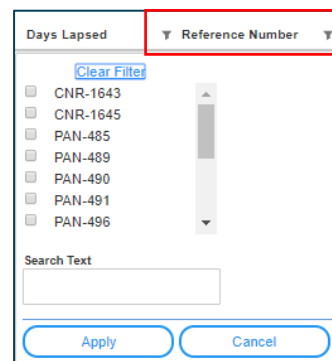 Days Lapsed Reference Number
Clear Filter
CNR-1643
CNR-1645
PAN-485
PAN-489
PAN-490
PAN-491
PAN-496
Search Text
Apply Cancel